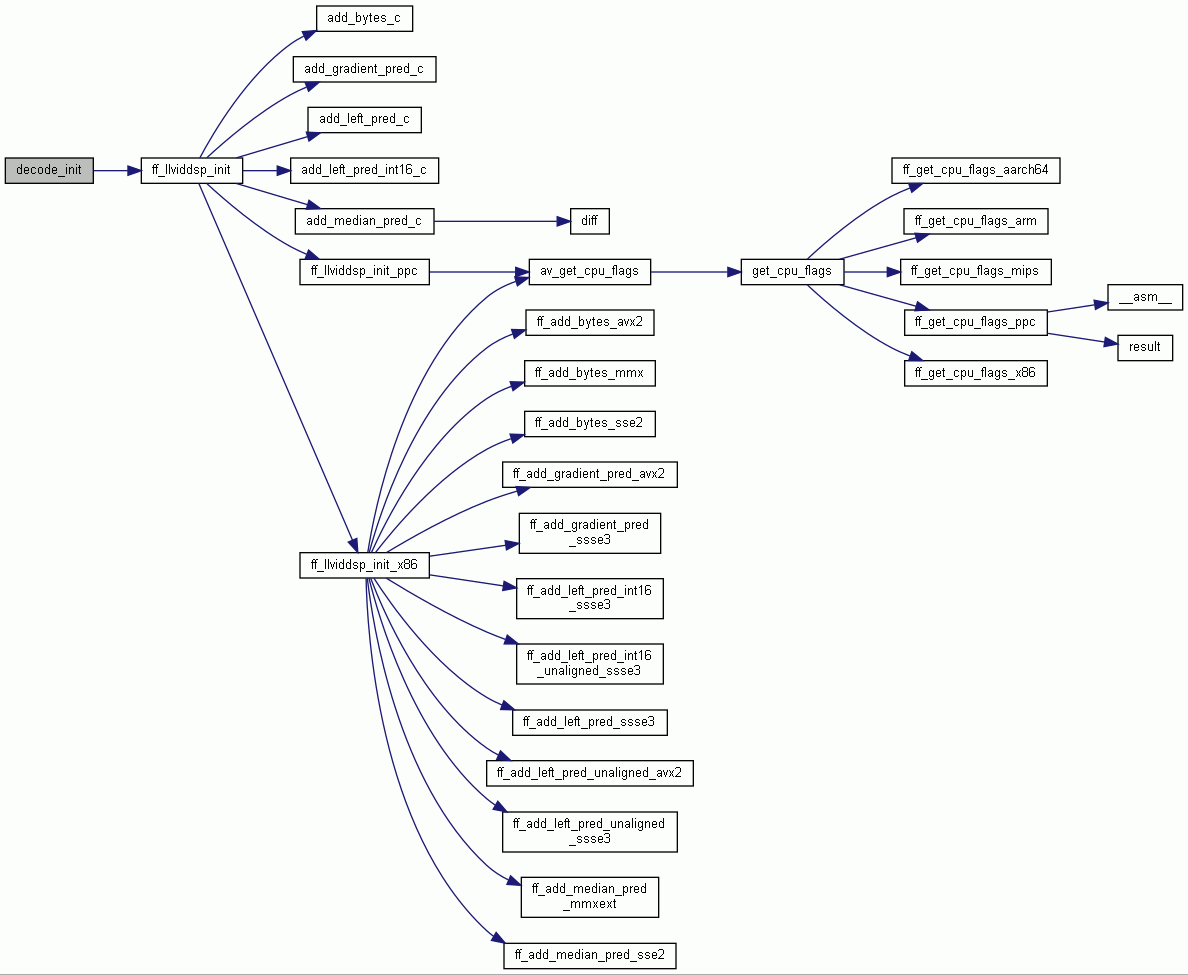 add_bytes_c
add_gradient_pred_c
add_left_pred_c
decode_init
ff_llviddsp_init
add_left_pred_int16_c
ff_get_cpu_flags_aarch64
add_median_pred_c
diff
ff_get_cpu_flags_arm
ff_llviddsp_init_ppc
av_get_cpu_flags
get_cpu_flags
ff_get_cpu_flags_mips
__asm__
ff_add_bytes_avx2
ff_get_cpu_flags_ppc
result
ff_add_bytes_mmx
ff_get_cpu_flags_x86
ff_add_bytes_sse2
ff_add_gradient_pred_avx2
ff_add_gradient_pred
_ssse3
ff_llviddsp_init_x86
ff_add_left_pred_int16
_ssse3
ff_add_left_pred_int16
_unaligned_ssse3
ff_add_left_pred_ssse3
ff_add_left_pred_unaligned_avx2
ff_add_left_pred_unaligned
_ssse3
ff_add_median_pred
_mmxext
ff_add_median_pred_sse2